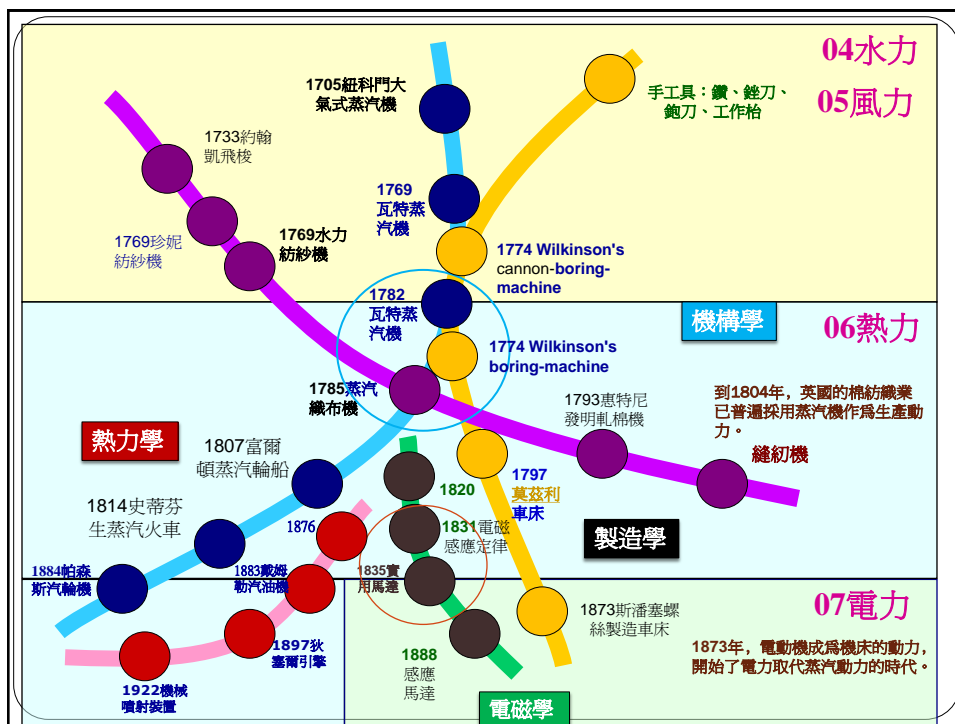 04水力
05風力
1705紐科門大
氣式蒸汽機
手工具：鑽、銼刀、
鉋刀、工作枱
1733約翰
凱飛梭
1769
瓦特蒸
汽機
1769珍妮
紡紗機
1769水力
紡紗機
1774 Wilkinson's
cannon-boring-
machine
1782
瓦特蒸
汽機
機構學
06熱力
1774 Wilkinson's
boring-machine
1785蒸汽
織布機
1793惠特尼
發明軋棉機
到1804年，英國的棉紡織業
已普遍採用蒸汽機作爲生產動
力。
縫紉機
熱力學
1807富爾
頓蒸汽輪船
1820
1797
莫茲利
車床
1814史蒂芬
生蒸汽火車
1876
1831電磁
感應定律
製造學
1884帕森
斯汽輪機
1883戴姆
勒汽油機
1835實
用馬達
07電力
1873斯潘塞螺
絲製造車床
1873年，電動機成爲機床的動力，
開始了電力取代蒸汽動力的時代。
1897狄
塞爾引擎
1888
感應
馬達
1922機械
噴射裝置
電磁學